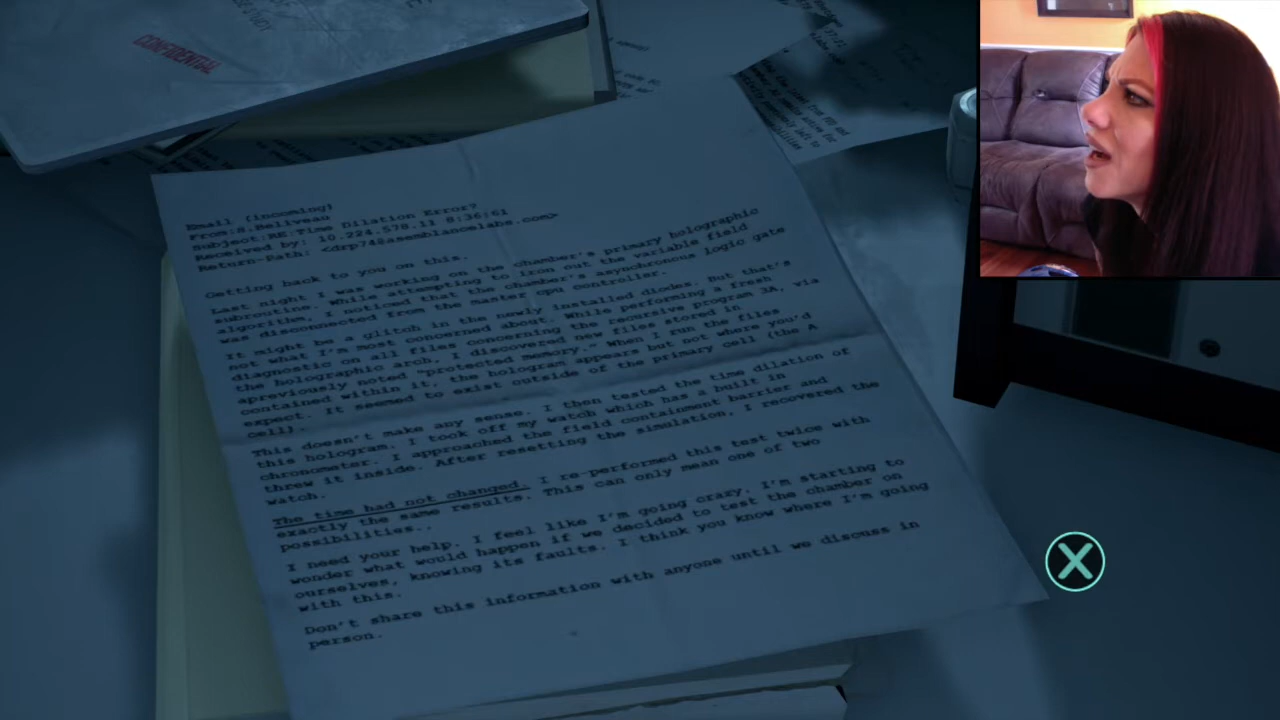 CONFIDENTIAL
Email (incoming)
From:S.Beliveau
Subject:RE:Time Dilation Error?
Received by: 10.224.578.11 8:36:61
Return-Path: <drp74@asemblancelabs.com>
Getting back to you on this.
Last night I was working on the chamber's primary holographic
subroutine. While attempting to iron out the variable field
algorithm, I noticed that the chamber's asynchronous logic gate
was disconnected from the master cpu controller.
It might be a glitch in the newly installed diodes. But that's
not what I'm most concerned about. While performing a fresh
diagnostic on all files concerning the recursive program 3A, via
the holographic arch, I discovered new files stored in
apreviously noted "protected memory." When I run the files
contained within it, the hologram appears but not where you'd
expect. It seemed to exist outside of the primary cell (the A
cell).
This doesn't make any sense. I then tested the time dilation of
this hologram. I took off my watch which has a built in
chronometer. I approached the field containment barrier and
threw it inside. After resetting the simulation, I recovered the
watch.
The time had not changed. I re-performed this test twice with
exactly the same results. This can only mean one of two
possibilities..
I need your help. I feel like I'm going crazy. I'm starting to
wonder what would happen if we decided to test the chamber on
ourselves, knowing its faults. I think you know where I'm going
with this.
Don't share this information with anyone until we discuss in
person.